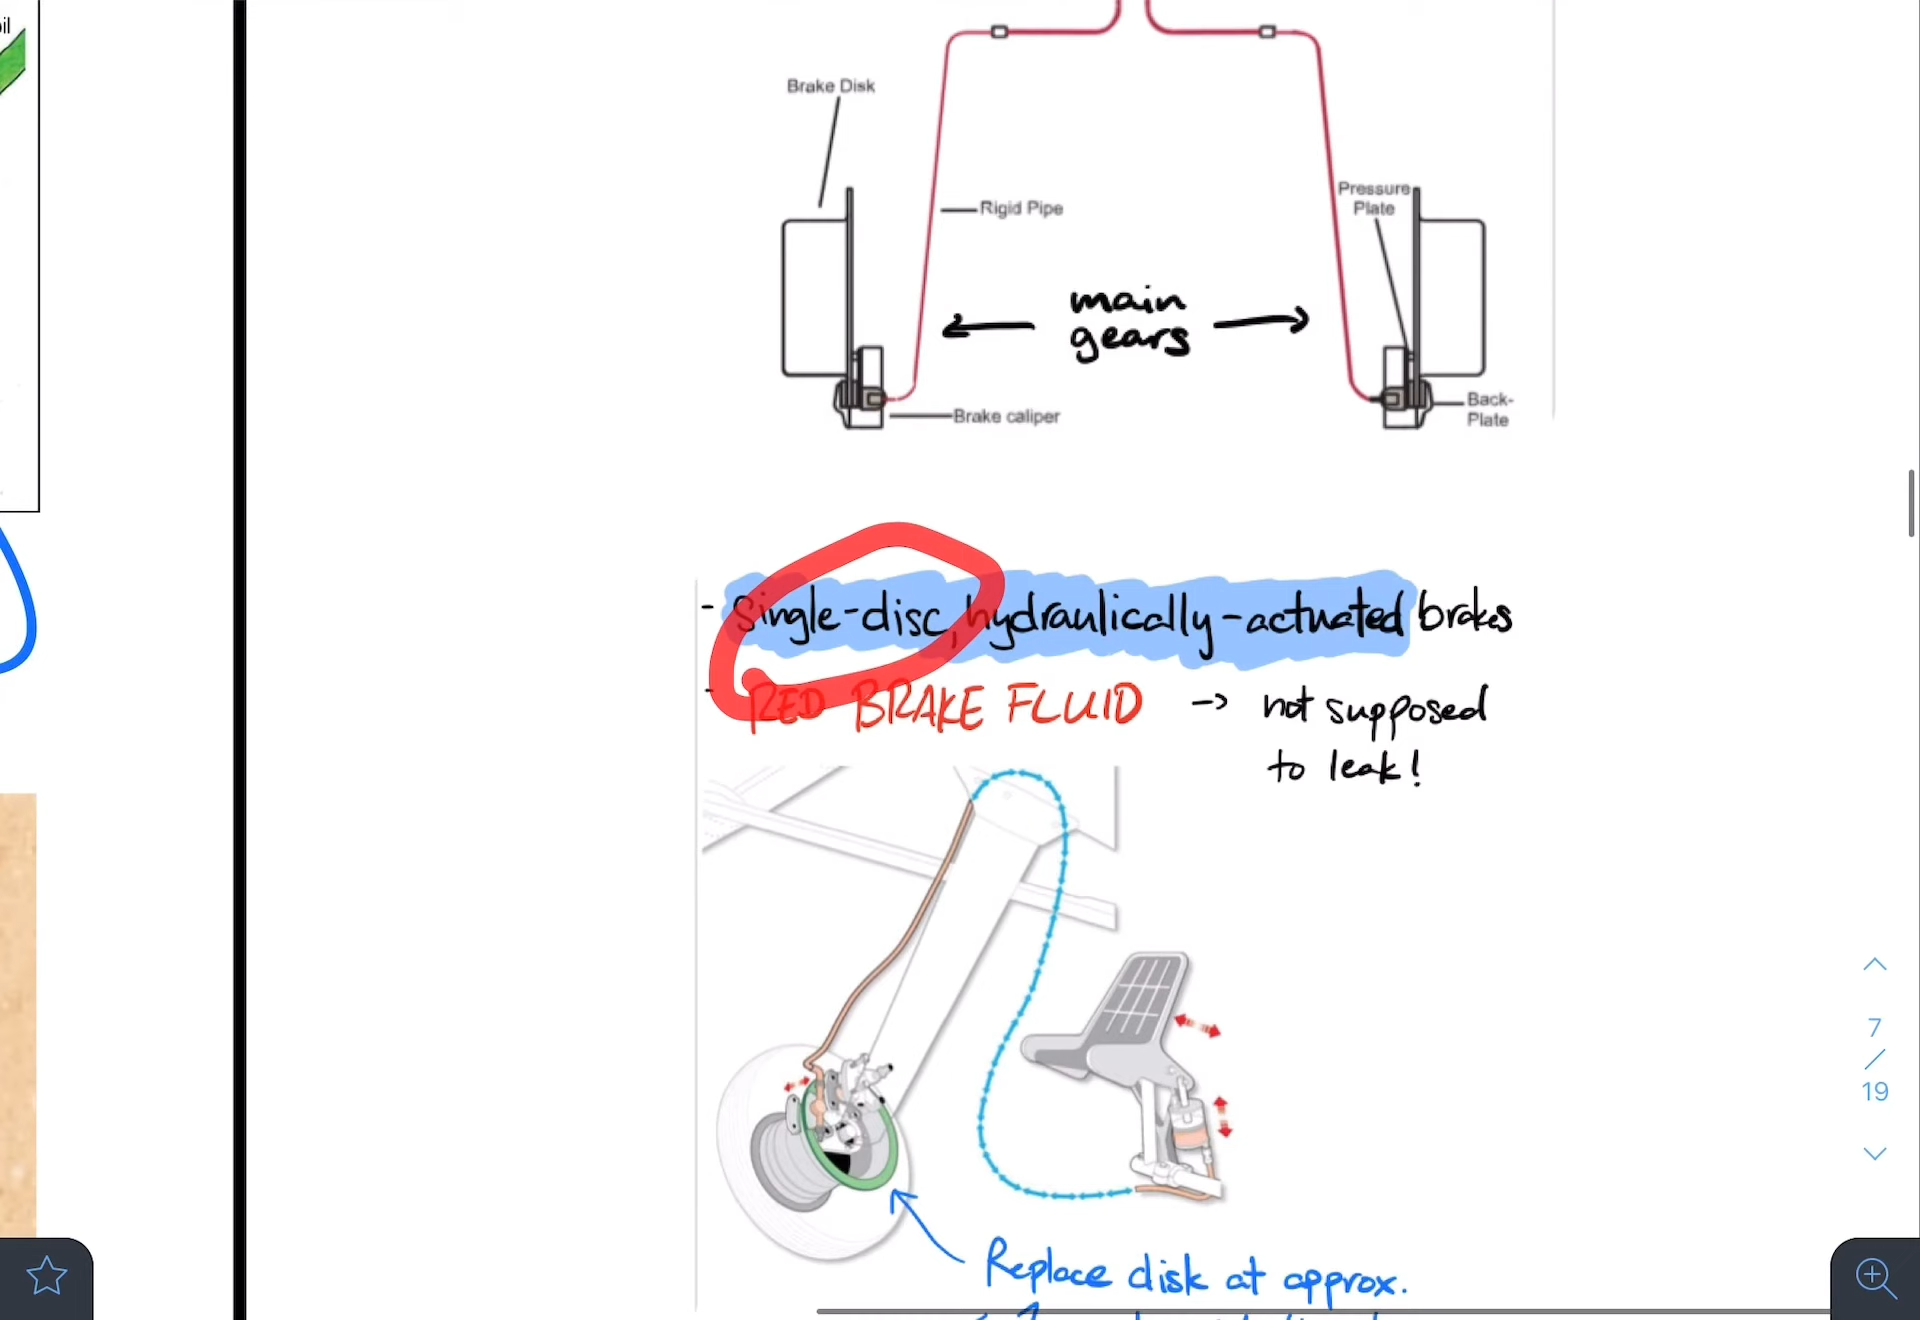 il
Brake Disk
Rigid Pipe
Pressure
Plate
main
gears
Brake caliper
Back-
Plate
- Single-disc, hydraulically-actuated brakes
- RED BRAKE FLUID -> not supposed
to leak!
Replace disk at approx.
7
/
19